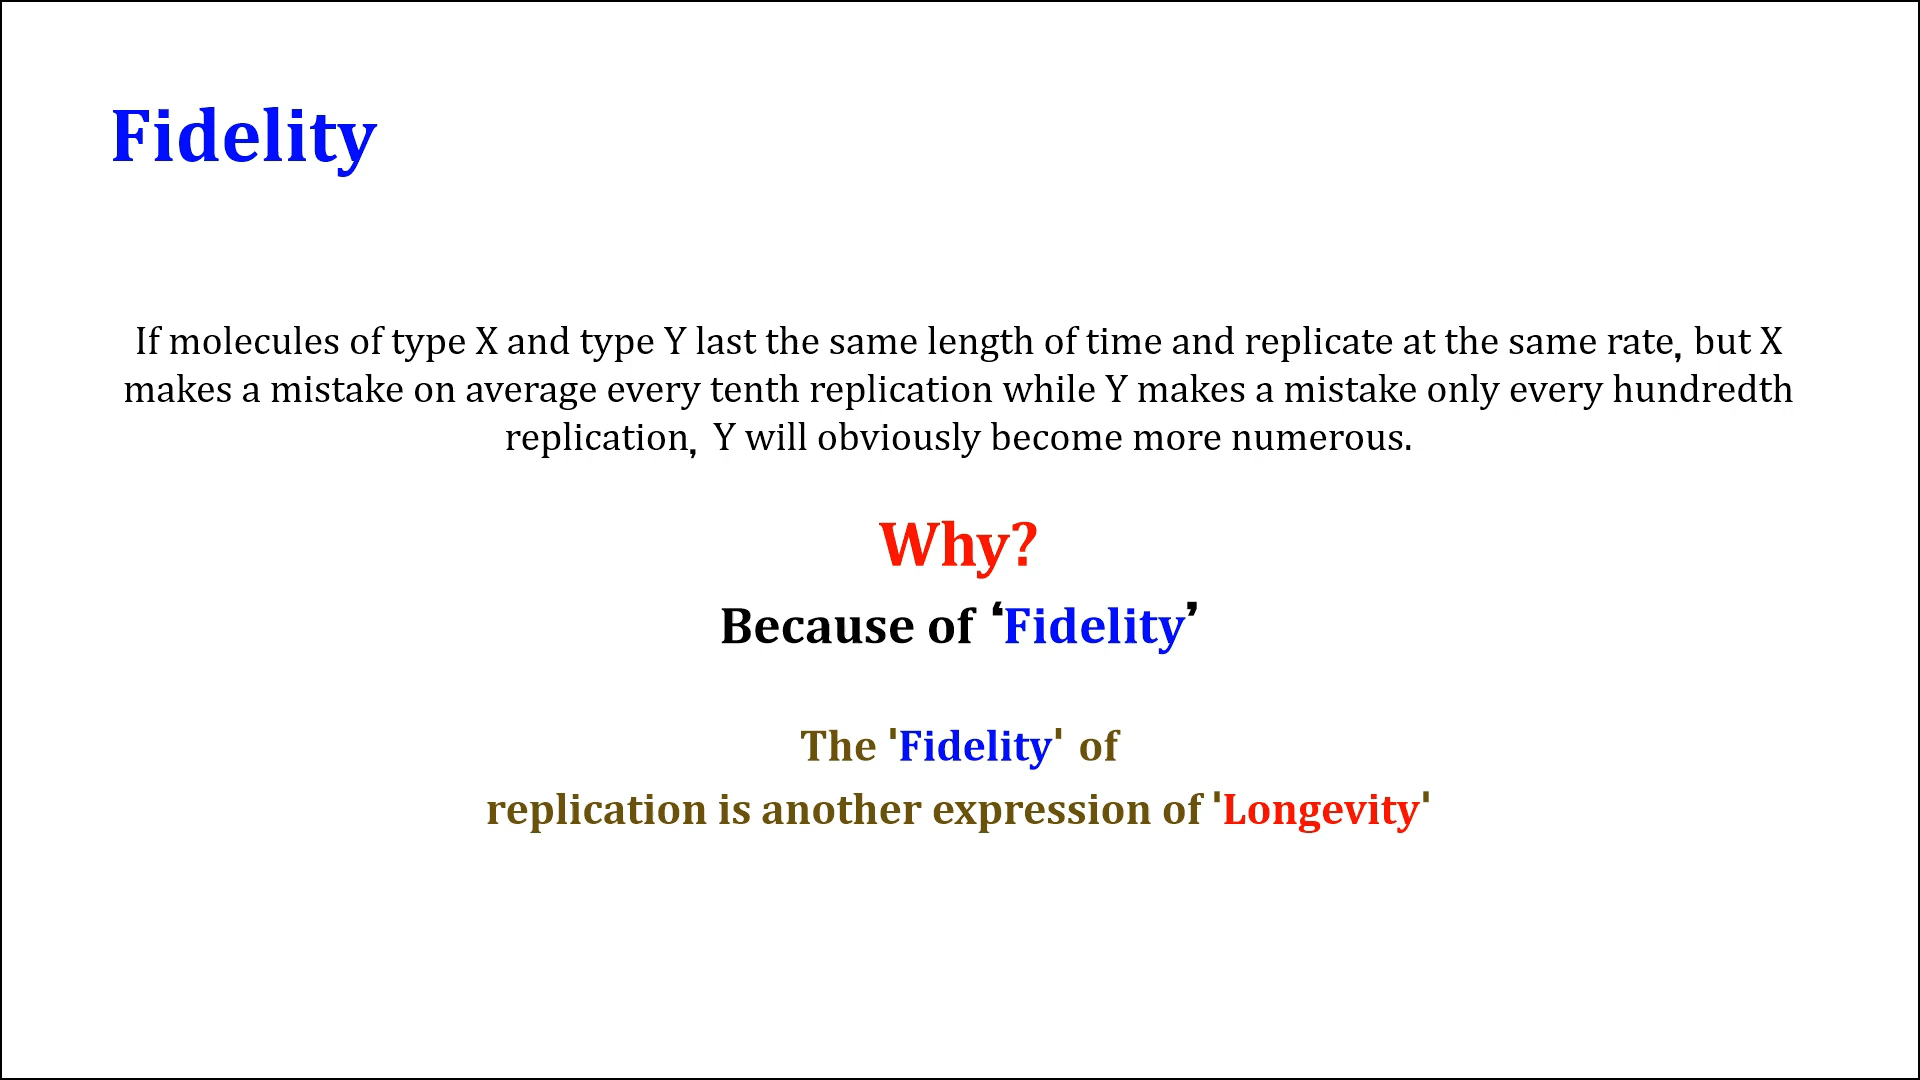 Fidelity
If molecules of type X and type Y last the same length of time and replicate at the same rate, but X
makes a mistake on average every tenth replication while Y makes a mistake only every hundredth
replication,  Y will obviously become more numerous.
Why?
Because of ‘Fidelity’
The 'Fidelity' of
replication is another expression of 'Longevity'